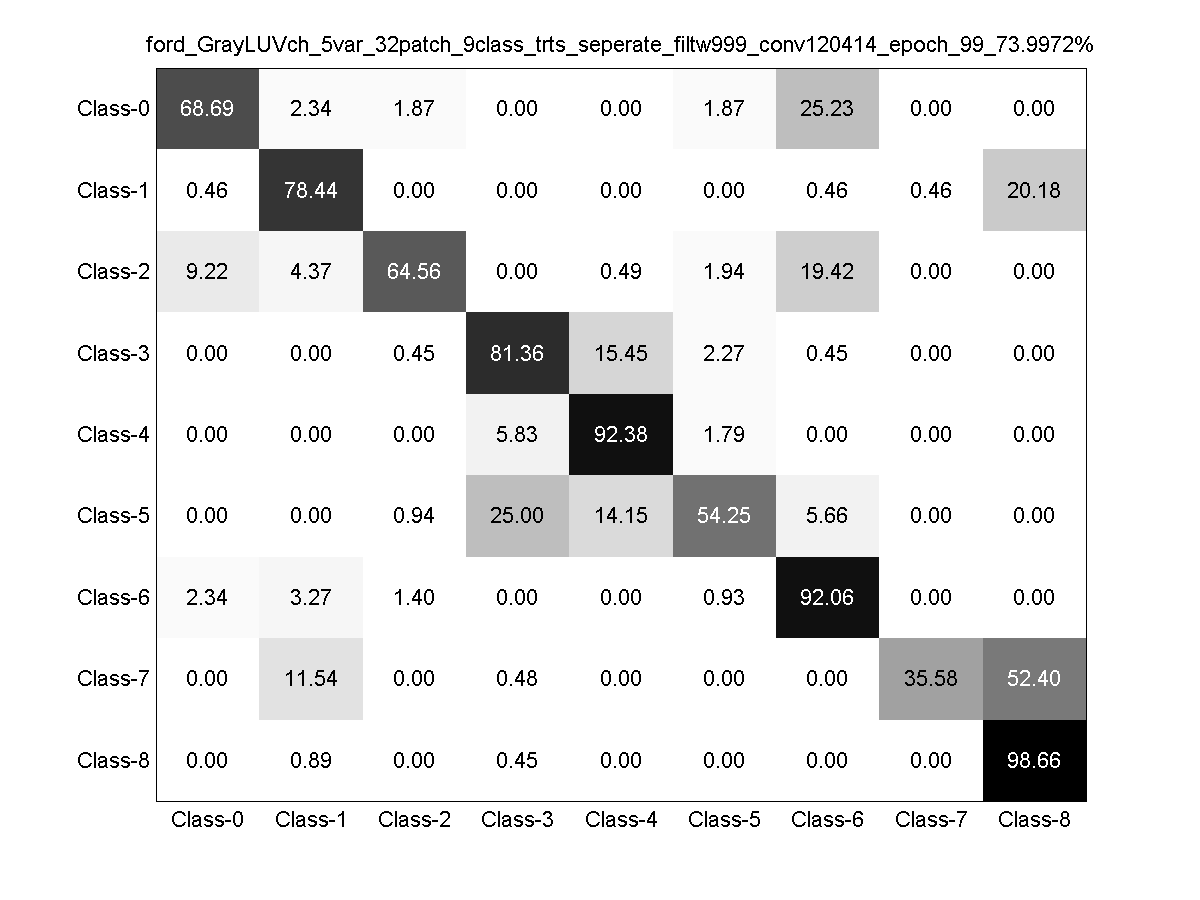 ford_GrayLUVch_5var_32patch_9class_trts_seperate_filtw999_conv120414_epoch_99_73.9972%
Class-0 68.69 2.34 1.87 0.00 0.00 1.87 25.23 0.00 0.00
Class-1 0.46 78.44 0.00 0.00 0.00 0.00 0.46 0.46 20.18
Class-2 9.22 4.37 64.56 0.00 0.49 1.94 19.42 0.00 0.00
Class-3 0.00 0.00 0.45 81.36 15.45 2.27 0.45 0.00 0.00
Class-4 0.00 0.00 0.00 5.83 92.38 1.79 0.00 0.00 0.00
Class-5 0.00 0.00 0.94 25.00 14.15 54.25 5.66 0.00 0.00
Class-6 2.34 3.27 1.40 0.00 0.00 0.93 92.06 0.00 0.00
Class-7 0.00 11.54 0.00 0.48 0.00 0.00 0.00 35.58 52.40
Class-8 0.00 0.89 0.00 0.45 0.00 0.00 0.00 0.00 98.66
Class-0 Class-1 Class-2 Class-3 Class-4 Class-5 Class-6 Class-7 Class-8